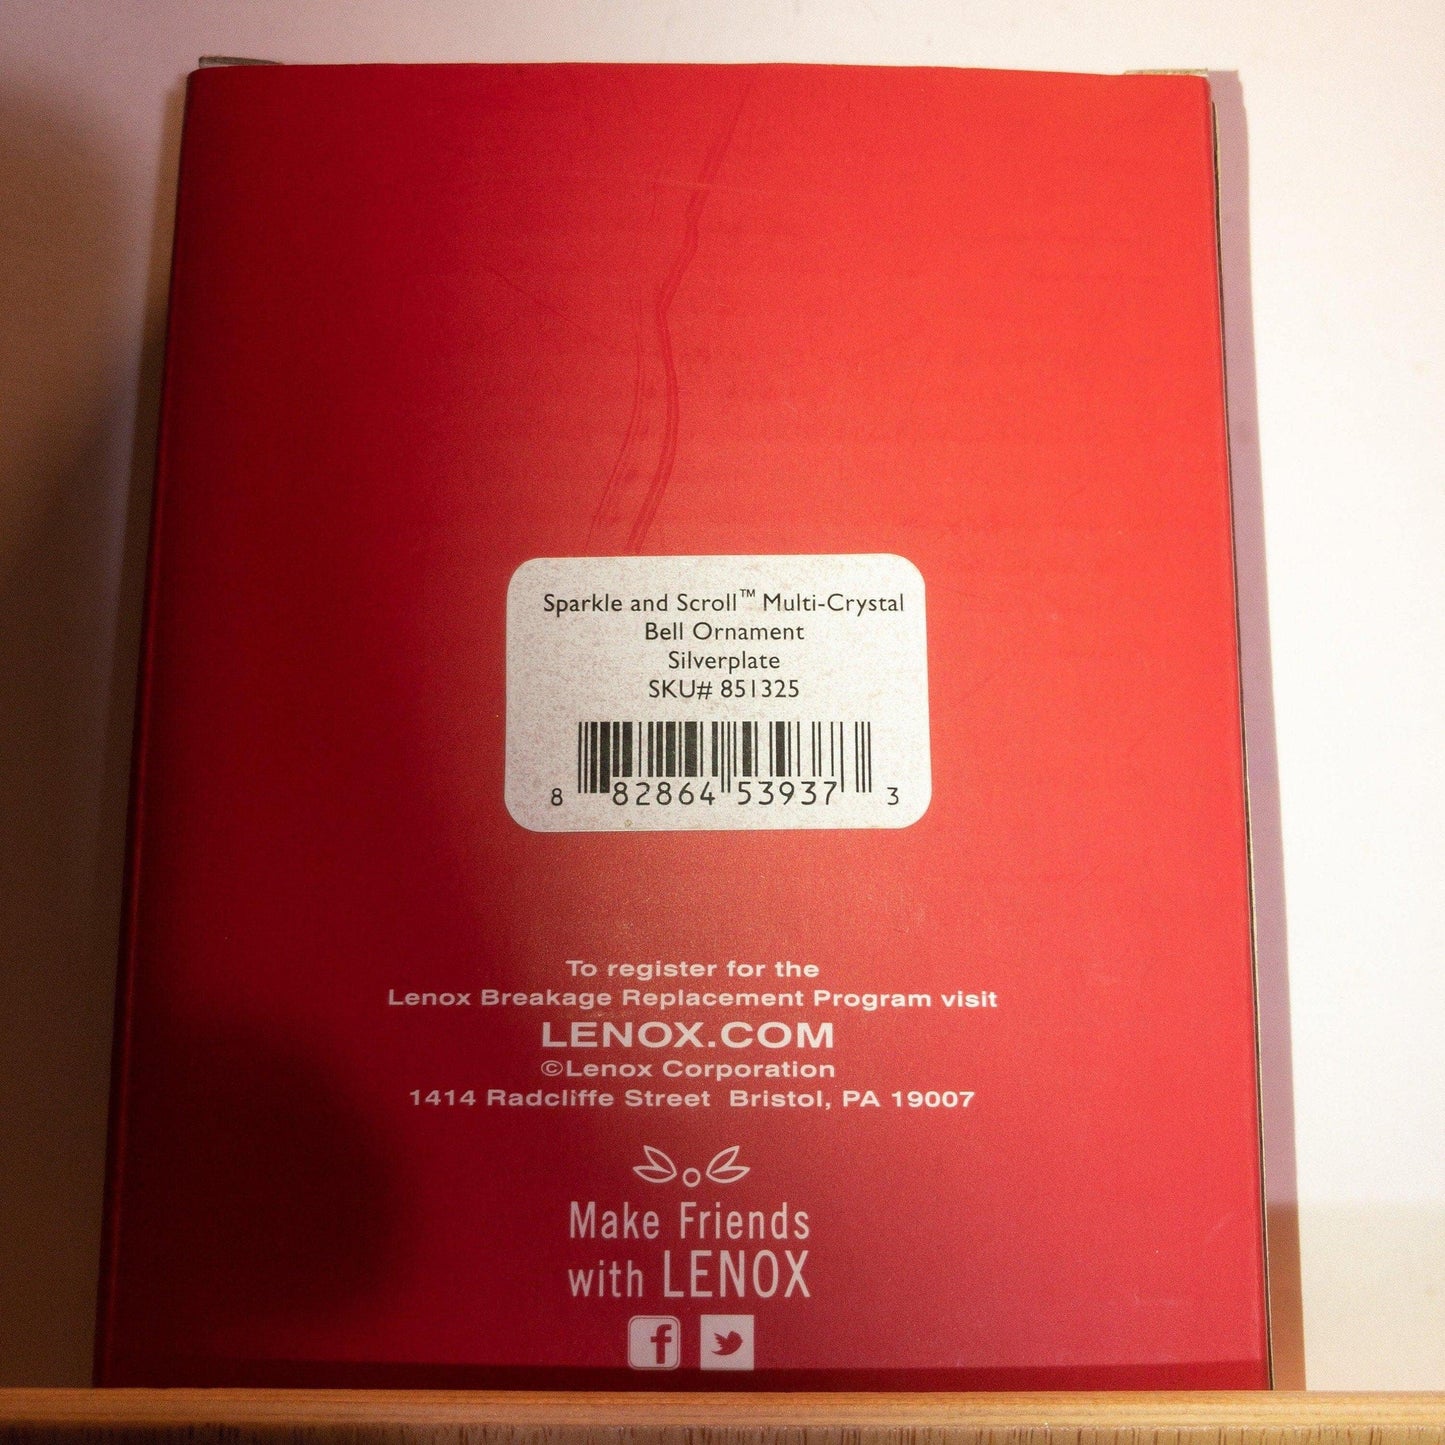 Sparkle and Scroll™ Multi-Crystal
Bell Ornament
Silverplate
SKU# 851325
8 82864 53937 3
To register for the
Lenox Breakage Replacement Program visit
LENOX.COM
©Lenox Corporation
1414 Radcliffe Street Bristol, PA 19007
Make Friends
with LENOX
f